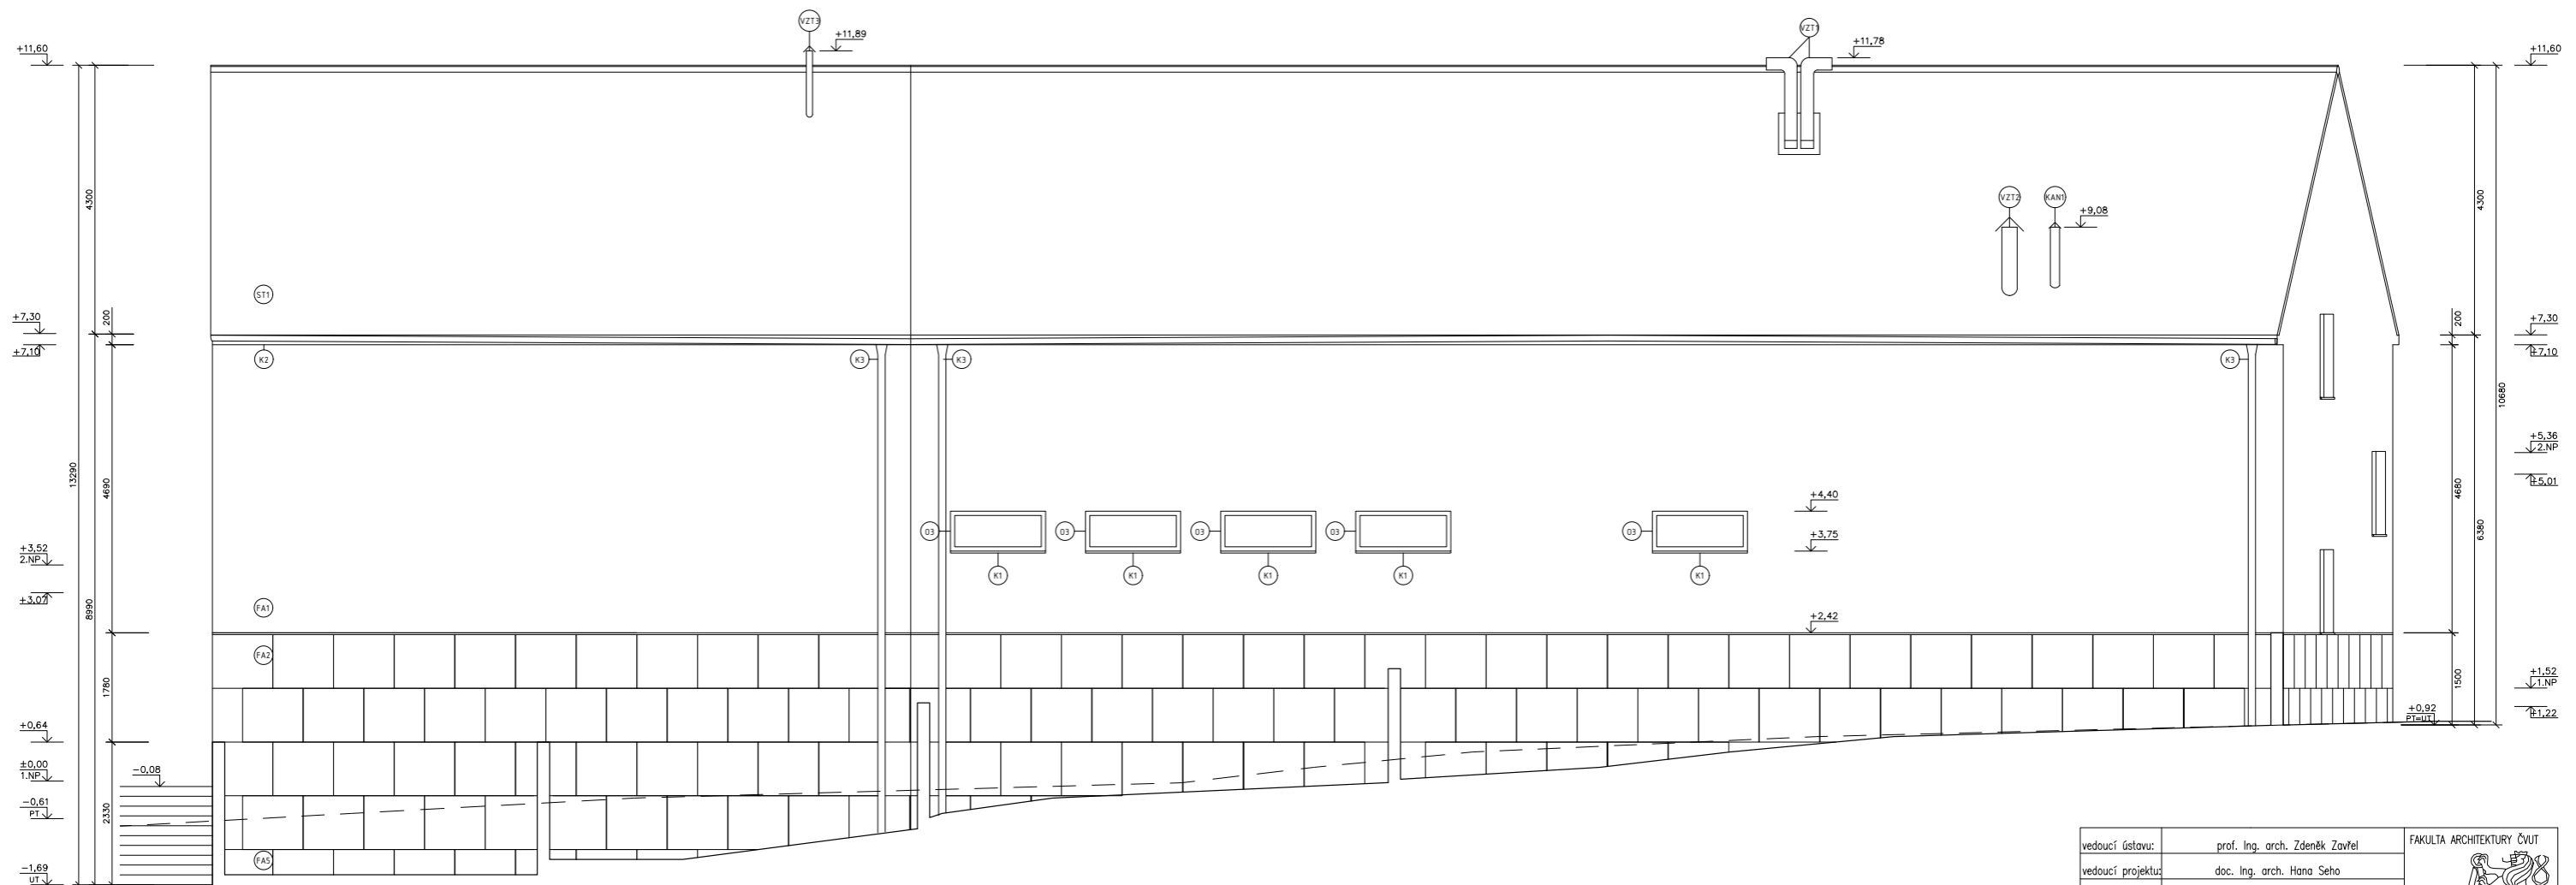 VZT3
+11,89
VZT1
+11,78
+11,60
+11,60
4300
4300
VZT2
KAN1
+9,08
ST1
200
200
+7,30
+7,10
+7,30
+7,10
K2
K3
K3
K3
10680
13290
8990
4690
4680
6380
+5,36
2.NP
+5,01
+4,40
+3,75
O3
O3
O3
O3
O3
K1
K1
K1
K1
K1
+3,52
2.NP
+3,07
FA1
+2,42
FA2
1780
1500
+1,52
1.NP
+1,22
+0,92
PT=UT
+0,64
±0,00
1.NP
-0,08
-0,61
PT
2330
FA5
-1,69
UT
vedoucí ústavu: prof. Ing. arch. Zdeněk Zavřel
vedoucí projektu: doc. Ing. arch. Hana Seho
FAKULTA ARCHITEKTURY ČVUT